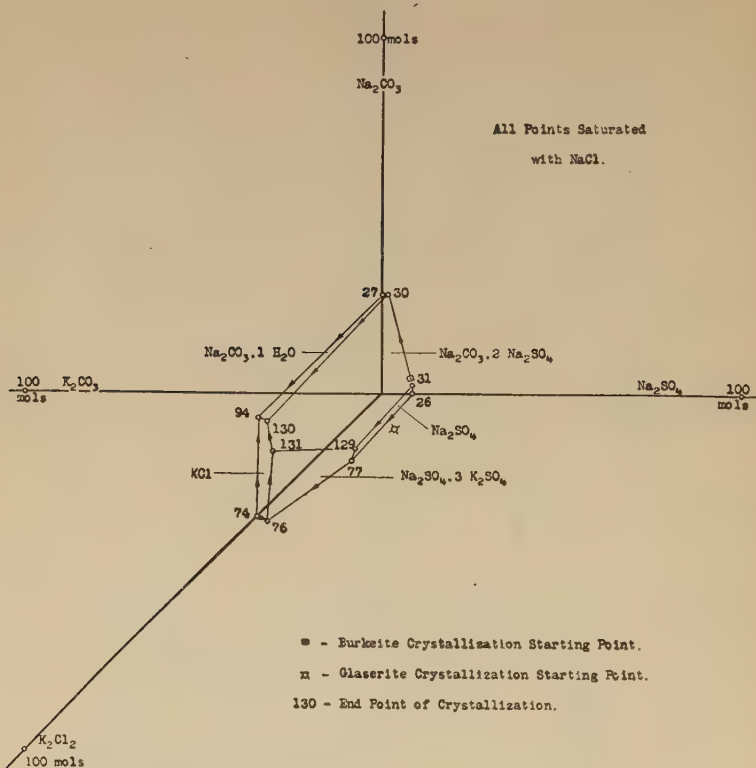 100 mols
Na₂CO₃
All Points Saturated
with NaCl.
27
30
Na₂CO₃.1 H₂O
Na₂CO₃.2 Na₂SO₄
31
100
mols
K₂CO₃
Na₂SO₄
100
mols
26
94
130
Na₂SO₄
131
129
77
KCl
Na₂SO₄.3 K₂SO₄
74
76
- Burkeite Crystallization Starting Point.
- Glaserite Crystallization Starting Point.
130 - End Point of Crystallization.
K₂Cl₂
100 mols